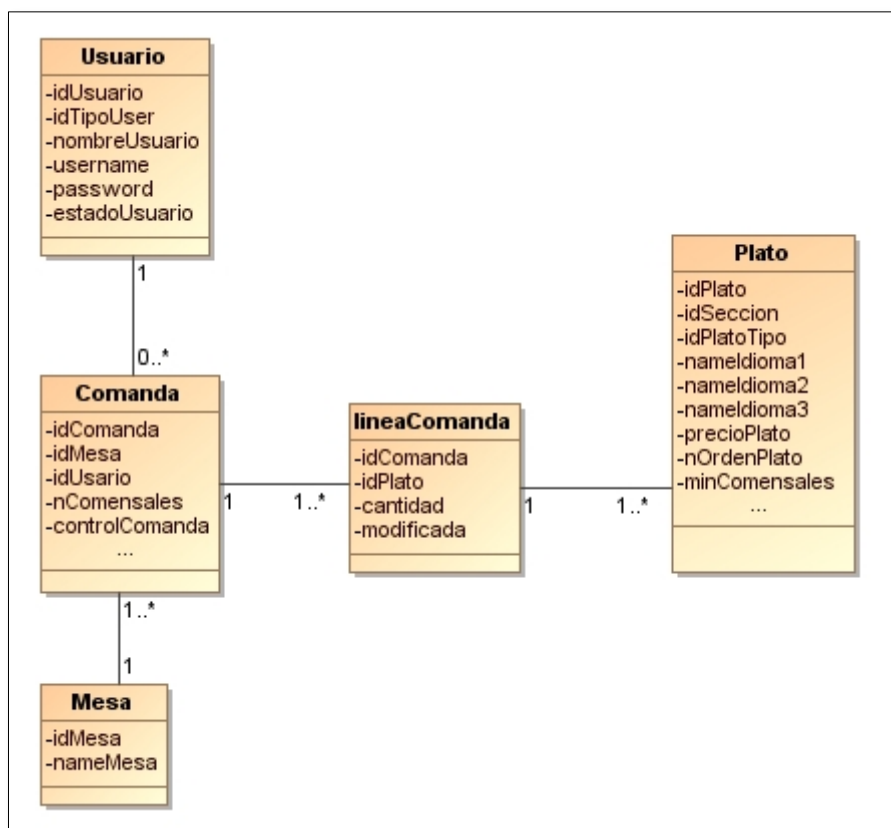 Usuario
-idUsuario
-idTipoUser
-nombreUsuario
-username
-password
-estadoUsuario
1
0..*
Comanda
-idComanda
-idMesa
-idUsario
-nComensales
-controlComanda
...
1
1..*
lineaComanda
-idComanda
-idPlato
-cantidad
-modificada
1
1..*
Plato
-idPlato
-idSeccion
-idPlatoTipo
-nameIdioma1
-nameIdioma2
-nameIdioma3
-precioPlato
-nOrdenPlato
-minComensales
...
1..*
1
Mesa
-idMesa
-nameMesa